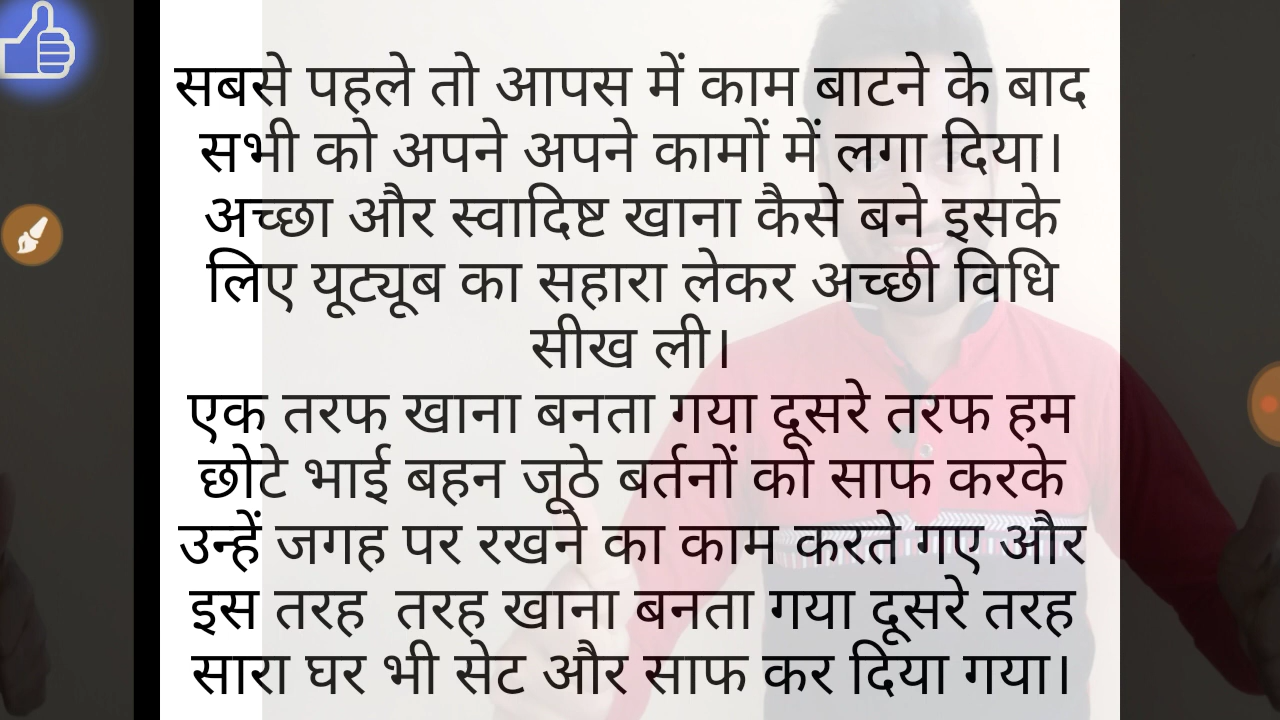 सबसे पहले तो आपस में काम बाटने के बाद
सभी को अपने अपने कामों में लगा दिया।
अच्छा और स्वादिष्ट खाना कैसे बने इसके
लिए यूट्यूब का सहारा लेकर अच्छी विधि
सीख ली।
एक तरफ खाना बनता गया दूसरे तरफ हम
छोटे भाई बहन जूठे बर्तनों को साफ करके
उन्हें जगह पर रखने का काम करते गए और
इस तरह  तरह खाना बनता गया दूसरे तरह
सारा घर भी सेट और साफ कर दिया गया।